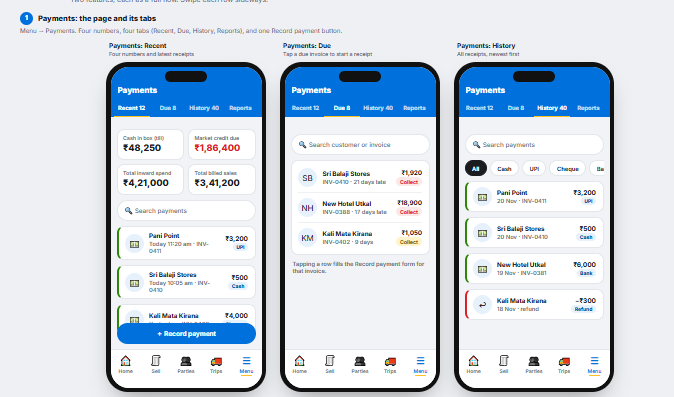 1 Payments: the page and its tabs
Menu → Payments. Four numbers, four tabs (Recent, Due, History, Reports), and one Record payment button.
Payments: Recent
Four numbers and latest receipts
Payments
Recent 12 Due 8 History 40 Reports
Cash in box (till)
₹48,250
Market credit due
₹1,86,400
Total inward spend
₹4,21,000
Total billed sales
₹3,41,200
Search payments
Pani Point
Today 11:20 am · INV-
0411
₹3,200
UPI
Sri Balaji Stores
Today 10:05 am · INV-
0410
₹500
Cash
Kali Mata Kirana
₹4,000
+ Record payment
Home Sell Parties Trips Menu
Payments: Due
Tap a due invoice to start a receipt
Payments
Recent 12 Due 8 History 40 Reports
Search customer or invoice
SB
Sri Balaji Stores
INV-0410 · 21 days late
₹1,920
Collect
NH
New Hotel Utkal
INV-0388 · 17 days late
₹18,900
Collect
KM
Kali Mata Kirana
INV-0402 · 9 days
₹1,050
Collect
Tapping a row fills the Record payment form for
that invoice.
Home Sell Parties Trips Menu
Payments: History
All receipts, newest first
Payments
Recent 12 Due 8 History 40 Reports
Search payments
All Cash UPI Cheque Ba
Pani Point
20 Nov · INV-0411
₹3,200
UPI
Sri Balaji Stores
20 Nov · INV-0410
₹500
Cash
New Hotel Utkal
19 Nov · INV-0381
₹6,000
Bank
Kali Mata Kirana
18 Nov · refund
−₹300
Refund
Home Sell Parties Trips Menu